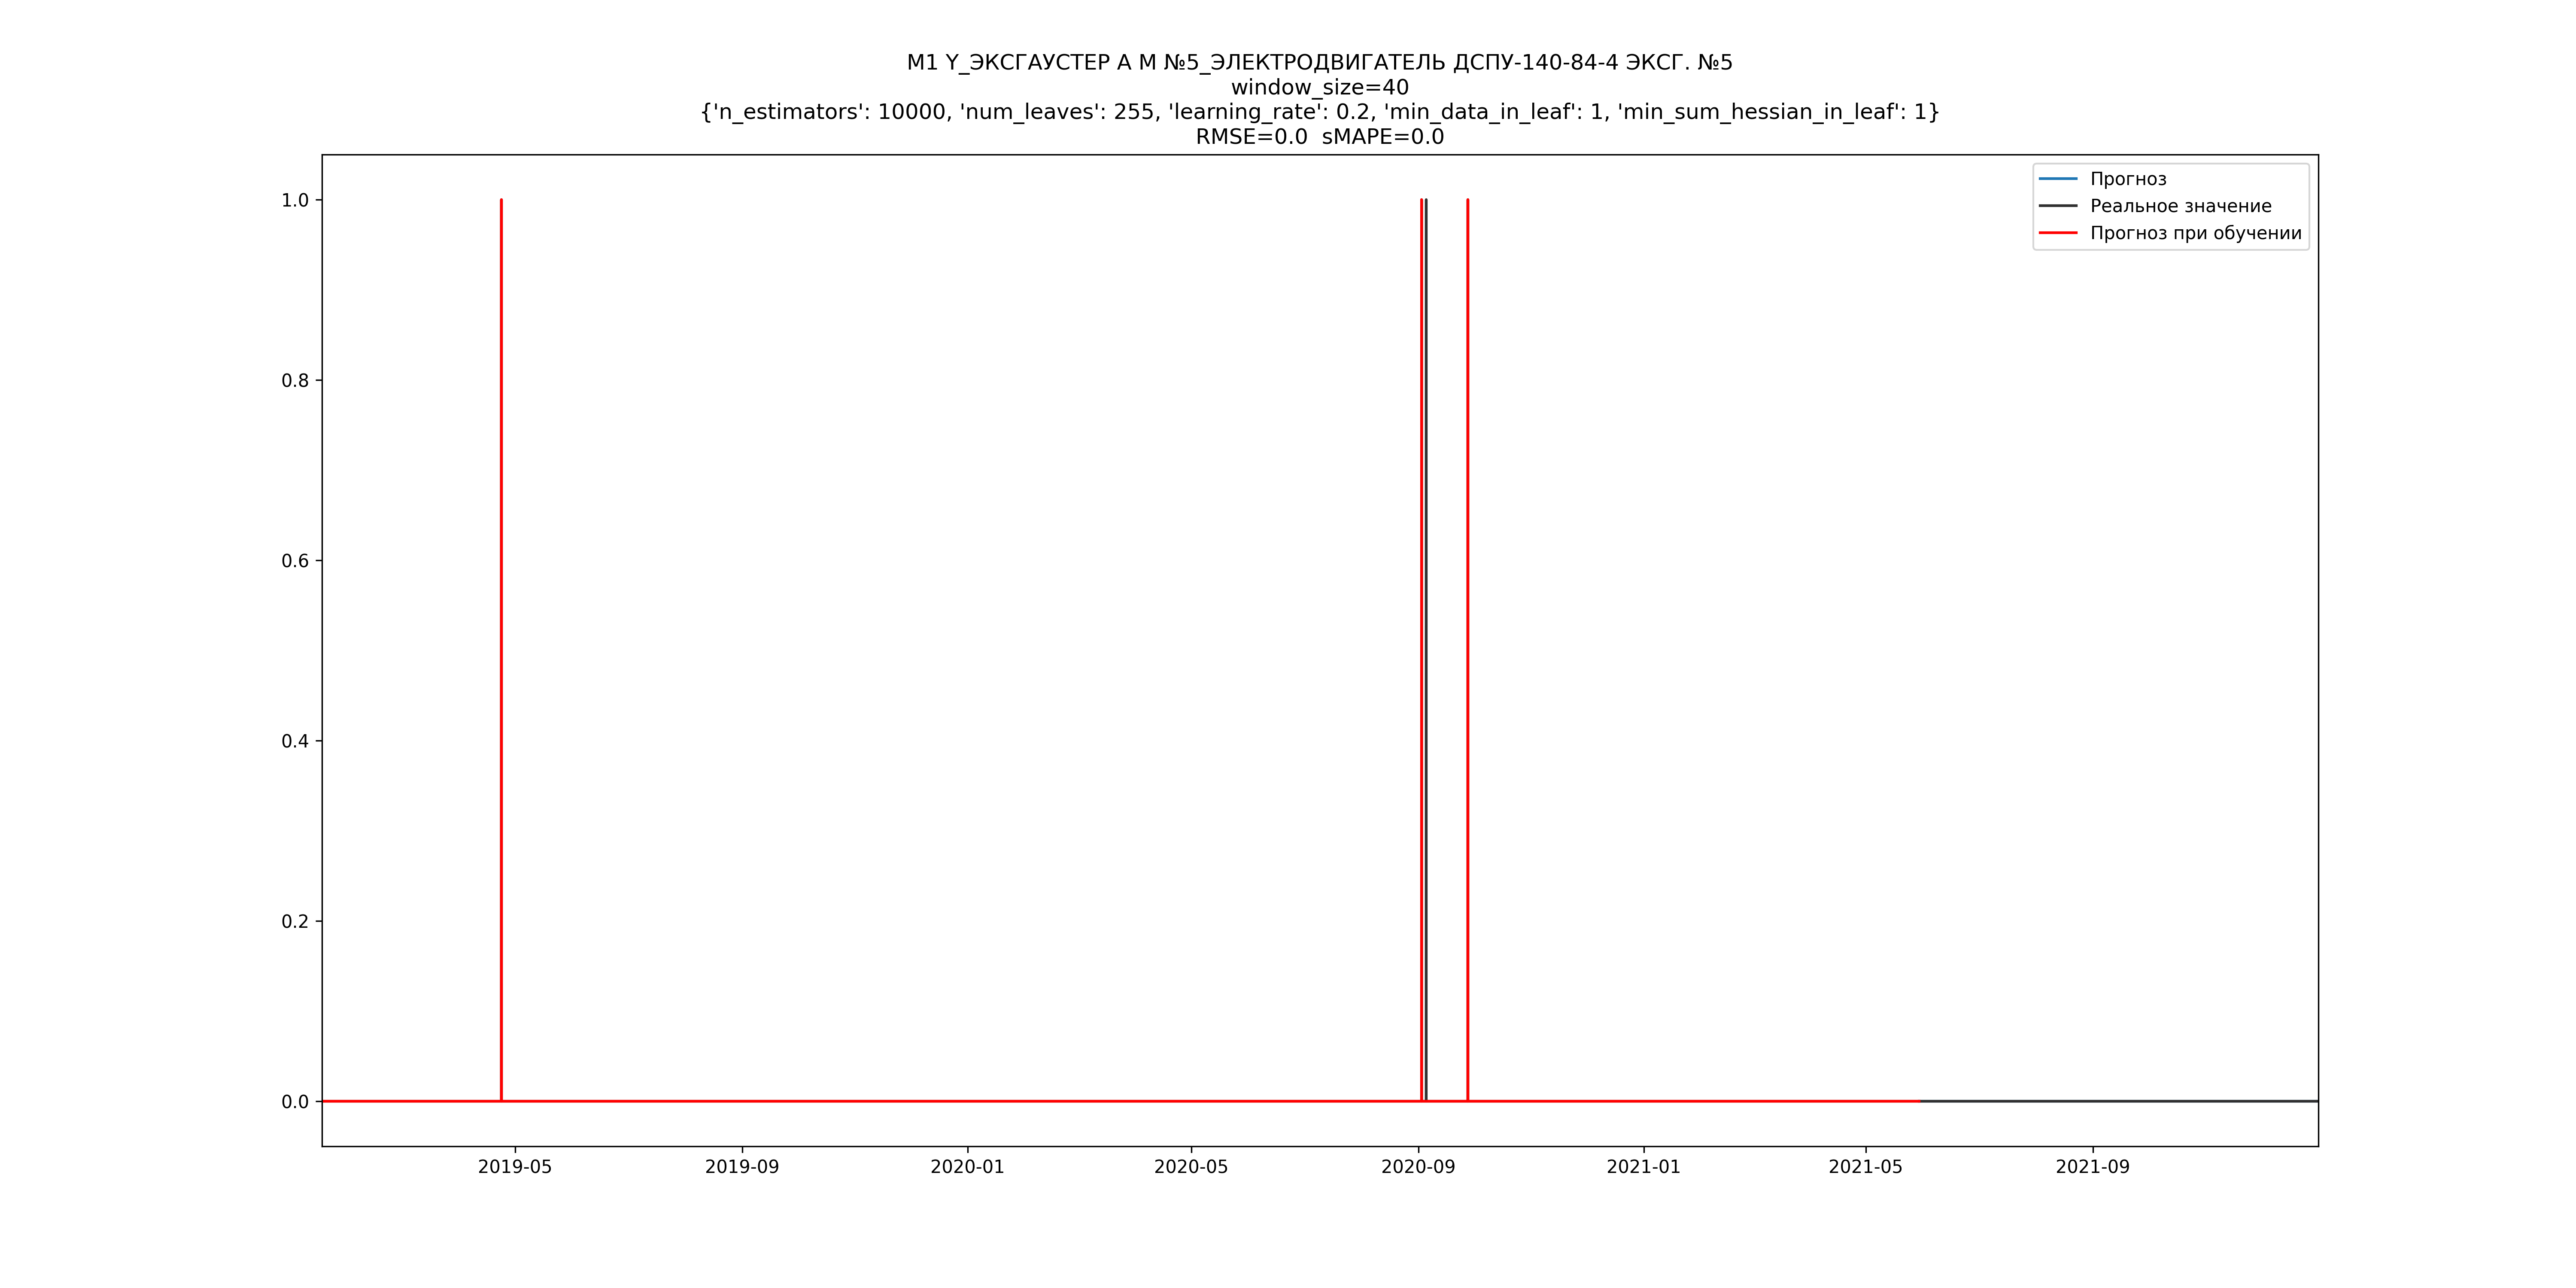 M1 Y_ЭКСГАУСТЕР А М №5_ЭЛЕКТРОДВИГАТЕЛЬ ДСПУ-140-84-4 ЭКСГ. №5
window_size=40
{'n_estimators': 10000, 'num_leaves': 255, 'learning_rate': 0.2, 'min_data_in_leaf': 1, 'min_sum_hessian_in_leaf': 1}
RMSE=0.0  sMAPE=0.0
Прогноз
Реальное значение
Прогноз при обучении
1.0
0.8
0.6
0.4
0.2
0.0
2019-05
2019-09
2020-01
2020-05
2020-09
2021-01
2021-05
2021-09